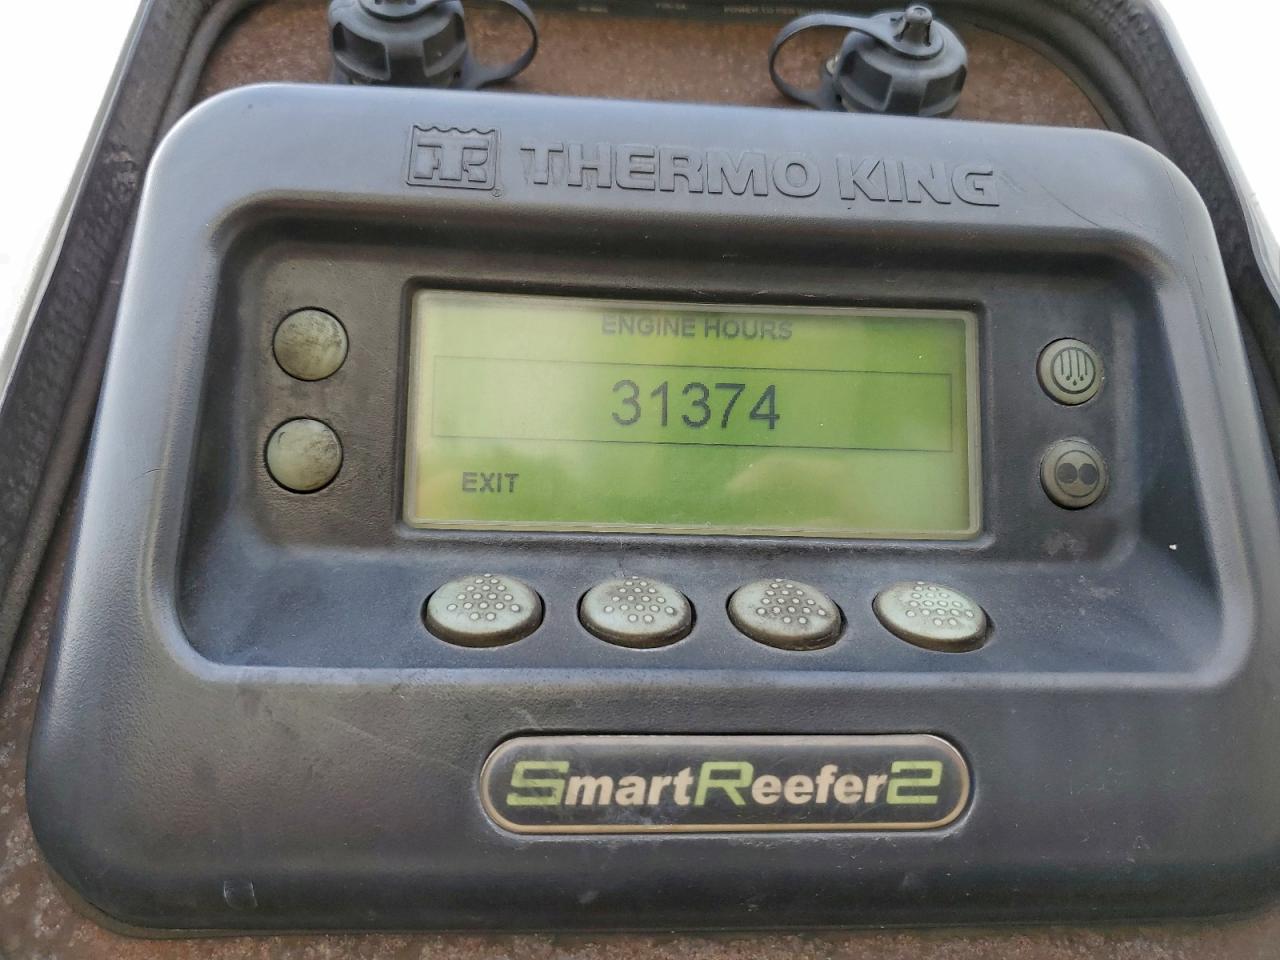 THERMO KING
ENGINE HOURS
31374
EXIT
SmartReefer2